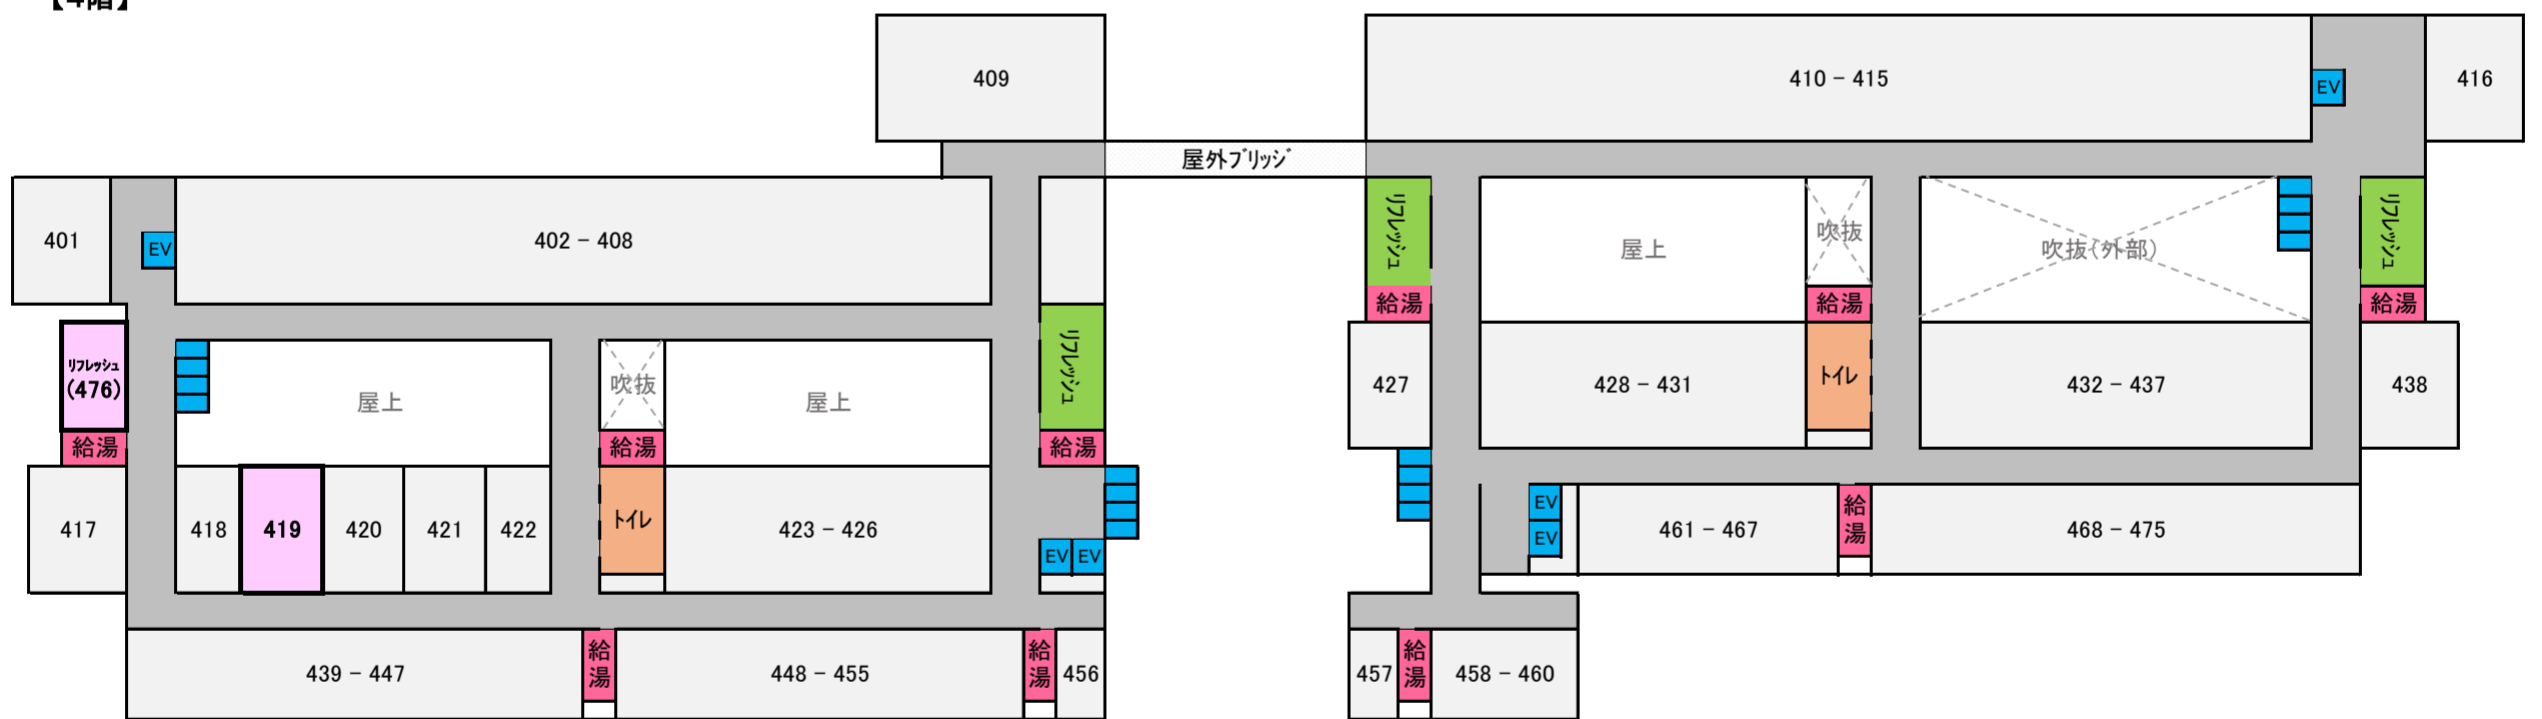 【4階】
409
410 − 415
EV
416
屋外ブリッジ
401
EV
402 − 408
リフレッシュ
給湯
屋上
吹抜
給湯
吹抜(外部)
リフレッシュ
給湯
リフレッシュ
(476)
給湯
屋上
吹抜
給湯
屋上
リフレッシュ
給湯
427
428 − 431
トイレ
432 − 437
438
417
418
419
420
421
422
トイレ
423 − 426
EV
EV
EV
EV
461 − 467
給湯
468 − 475
439 − 447
給湯
448 − 455
給湯
456
457
給湯
458 − 460